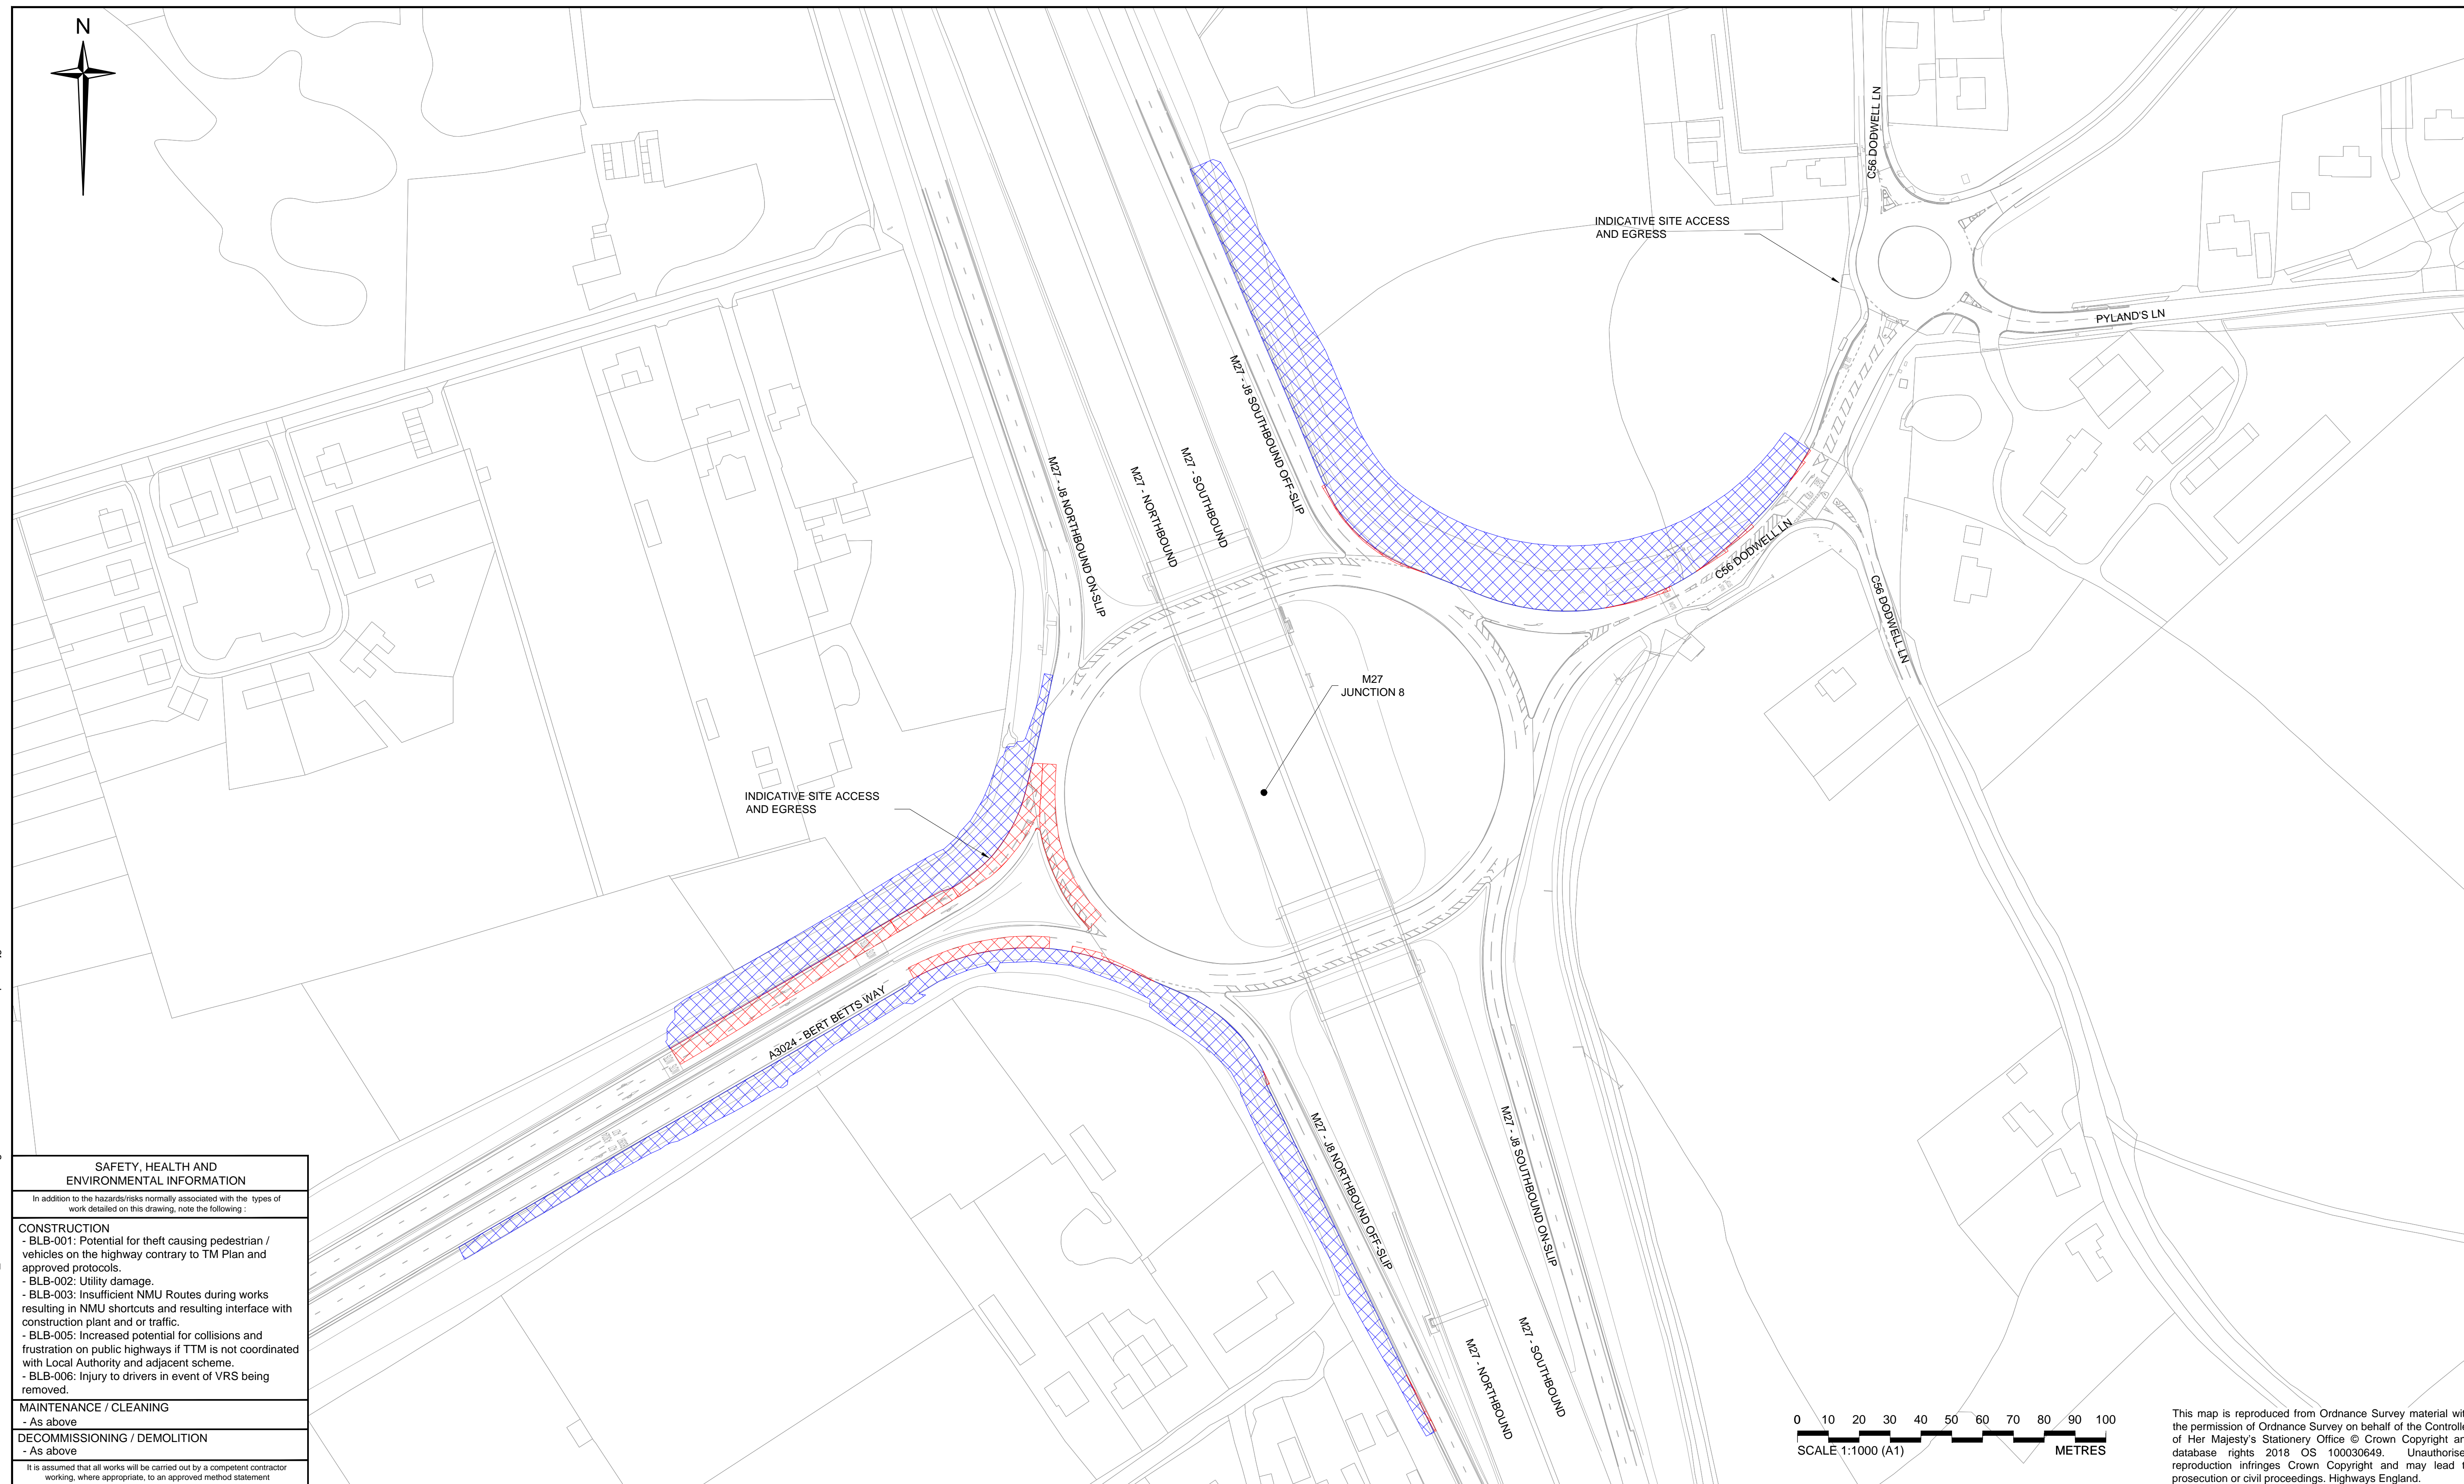 N
C56 DODWELL LN
INDICATIVE SITE ACCESS
AND EGRESS
PYLAND'S LN
M27 - J8 SOUTHBOUND OFF-SLIP
M27 - SOUTHBOUND
M27 - NORTHBOUND
M27 - J8 NORTHBOUND ON-SLIP
C56 DODWELL LN
C56 DODWELL LN
M27
JUNCTION 8
INDICATIVE SITE ACCESS
AND EGRESS
A3024 - BERT BETTS WAY
M27 - J8 NORTHBOUND OFF-SLIP
M27 - J8 SOUTHBOUND ON-SLIP
M27 - NORTHBOUND
M27 - SOUTHBOUND
SAFETY, HEALTH AND
ENVIRONMENTAL INFORMATION
In addition to the hazards/risks normally associated with the types of
work detailed on this drawing, note the following :
CONSTRUCTION
- BLB-001: Potential for theft causing pedestrian /
vehicles on the highway contrary to TM Plan and
approved protocols.
- BLB-002: Utility damage.
- BLB-003: Insufficient NMU Routes during works
resulting in NMU shortcuts and resulting interface with
construction plant and or traffic.
- BLB-005: Increased potential for collisions and
frustration on public highways if TTM is not coordinated
with Local Authority and adjacent scheme.
- BLB-006: Injury to drivers in event of VRS being
removed.
MAINTENANCE / CLEANING
- As above
DECOMMISSIONING / DEMOLITION
- As above
It is assumed that all works will be carried out by a competent contractor
working, where appropriate, to an approved method statement
0 10 20 30 40 50 60 70 80 90 100
SCALE 1:1000 (A1) METRES
This map is reproduced from Ordnance Survey material wit
the permission of Ordnance Survey on behalf of the Controlle
of Her Majesty's Stationery Office © Crown Copyright an
database rights 2018 OS 100030649. Unauthorise
reproduction infringes Crown Copyright and may lead t
prosecution or civil proceedings. Highways England.